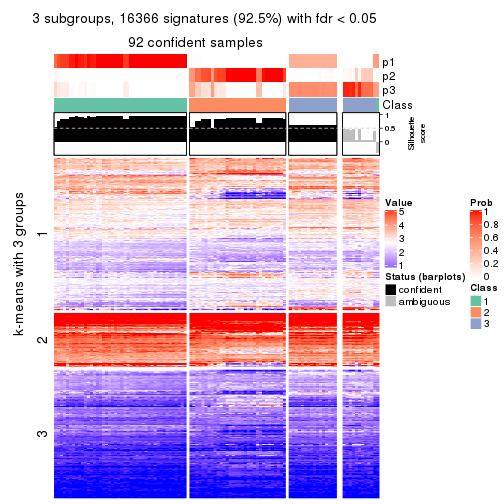 3 subgroups, 16366 signatures (92.5%) with fdr < 0.05
92 confident samples
p1
p2
p3
Class
1
0.5
0
Silhouette
score
k-means with 3 groups
1
2
3
Value
5
4
3
2
1
Status (barplots)
confident
ambiguous
Prob
1
0.8
0.6
0.4
0.2
0
Class
1
2
3